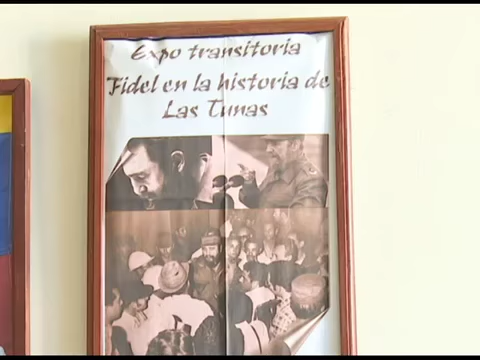 Expo transitoria
Fidel en la historia de
Las Tunas